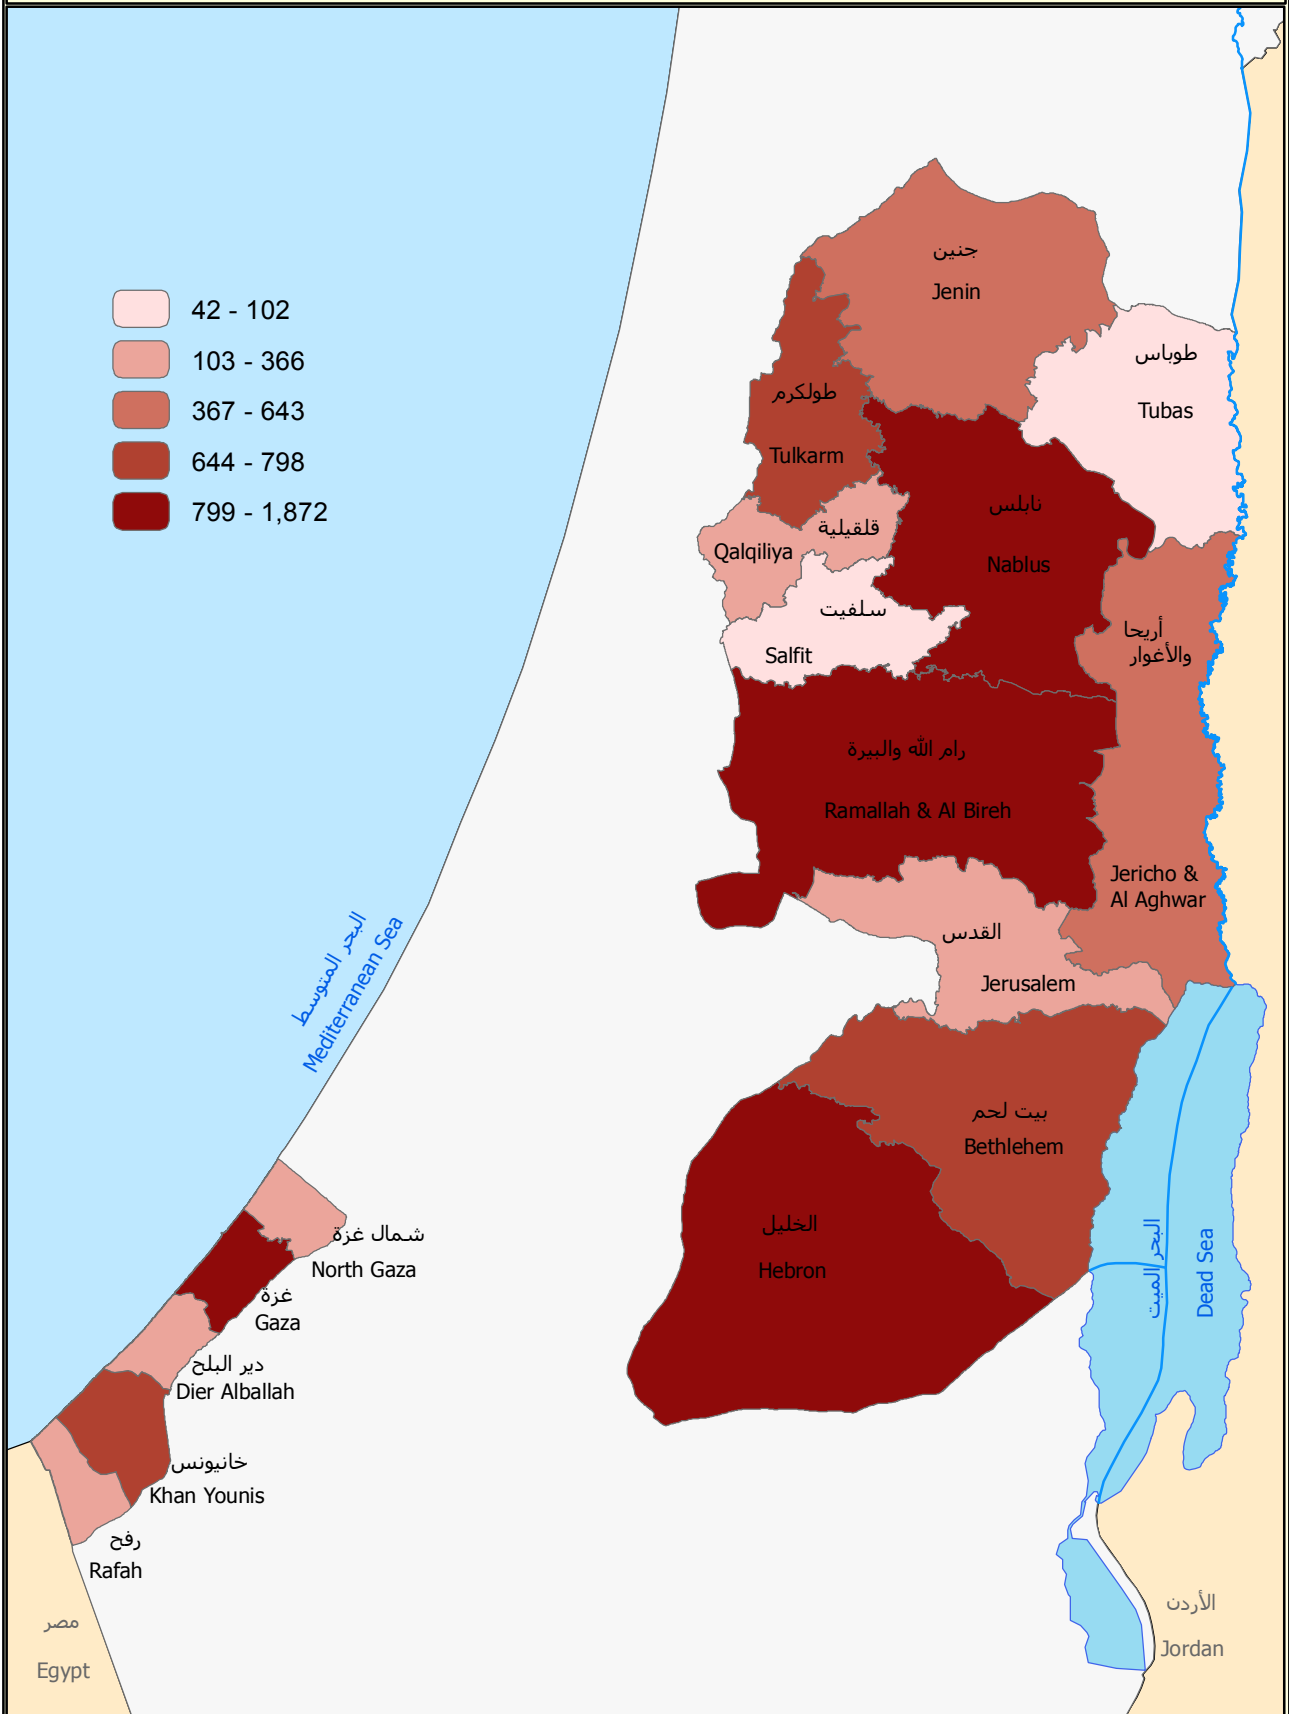 42 - 102
103 - 366
367 - 643
644 - 798
799 - 1,872
جنين
Jenin
طوباس
Tubas
طولكرم
Tulkarm
نابلس
Nablus
قلقيلية
Qalqiliya
سلفيت
Salfit
أريحا
والأغوار
رام الله والبيرة
Ramallah & Al Bireh
Jericho &
Al Aghwar
القدس
Jerusalem
البحر المتوسط
Mediterranean Sea
بيت لحم
Bethlehem
الخليل
Hebron
البحر الميت
Dead Sea
شمال غزة
North Gaza
غزة
Gaza
دير البلح
Dier Alballah
خانيونس
Khan Younis
رفح
Rafah
مصر
Egypt
الأردن
Jordan